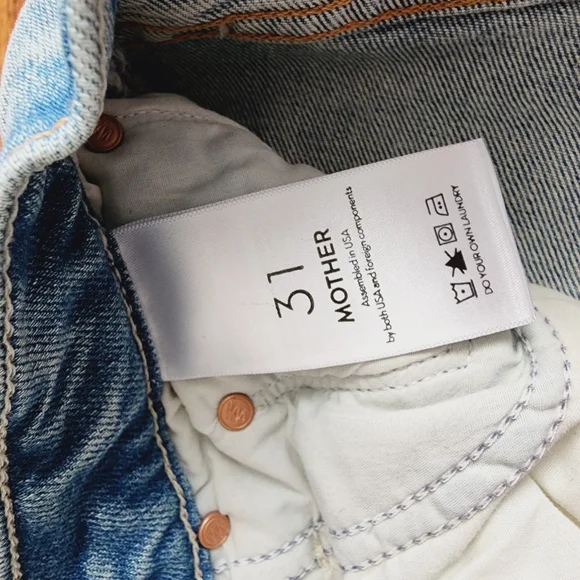 31
MOTHER
Assembled in USA
by both USA and foreign components
DO YOUR OWN LAUNDRY